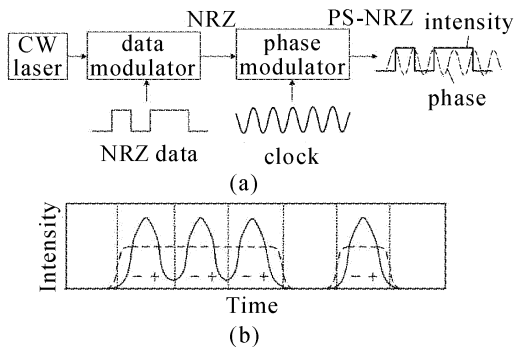 NRZ
PS-NRZ
intensity
CW
laser
data
modulator
phase
modulator
phase
NRZ data
clock
(a)
Intensity
- +
- +
- +
- +
Time
(b)